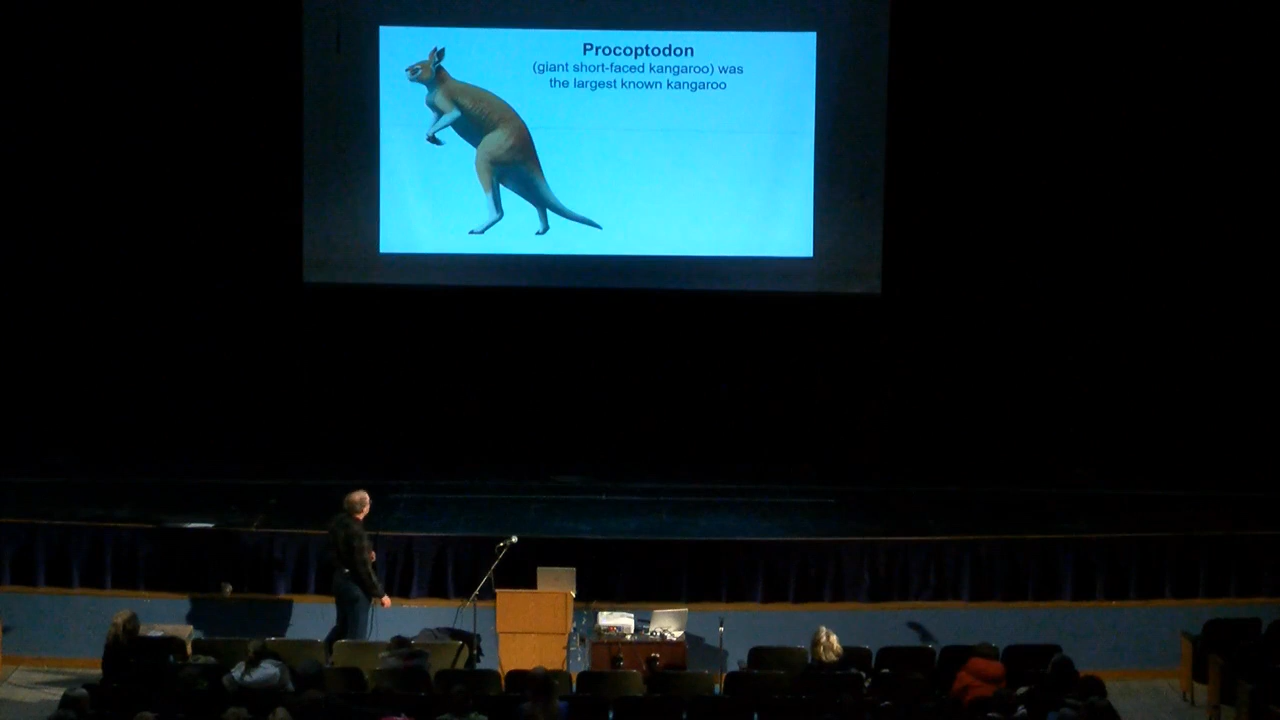 Procoptodon
(giant short-faced kangaroo) was
the largest known kangaroo